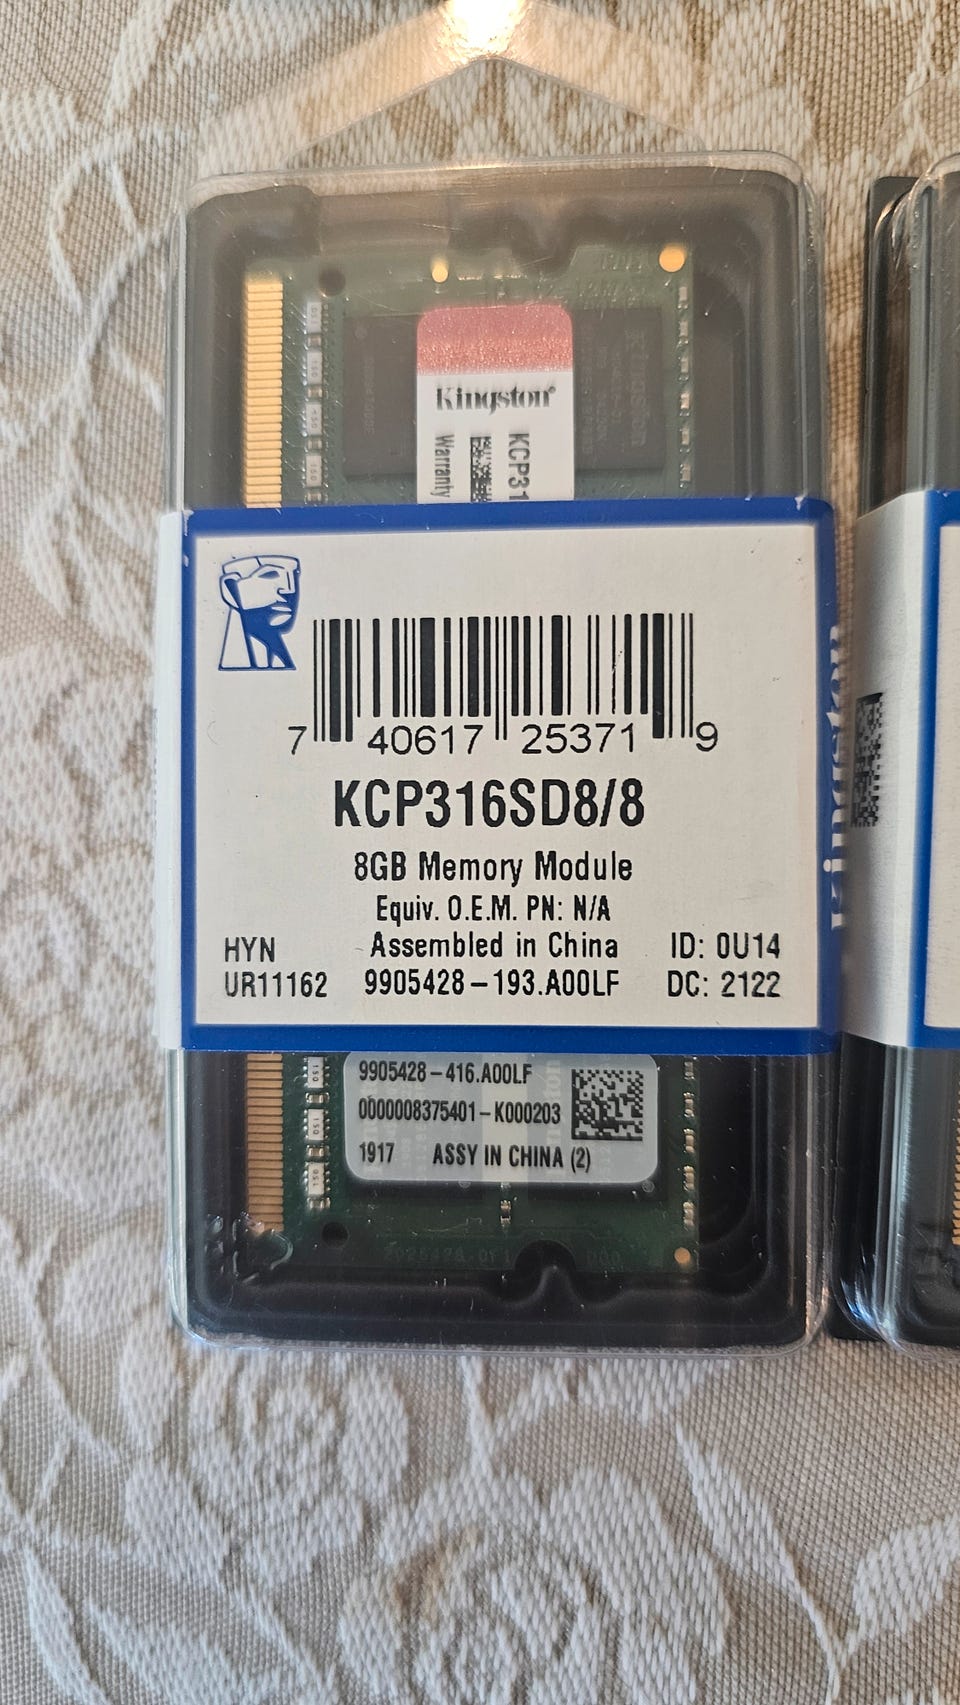 Kingston
KCP31
Warranty
7 40617 25371 9
KCP316SD8/8
8GB Memory Module
Equiv. O.E.M. PN: N/A
HYN Assembled in China ID: 0U14
UR11162 9905428-193.A00LF DC: 2122
Kingston
9905428-416.A00LF
0000008375401-K000203
1917 ASSY IN CHINA (2)